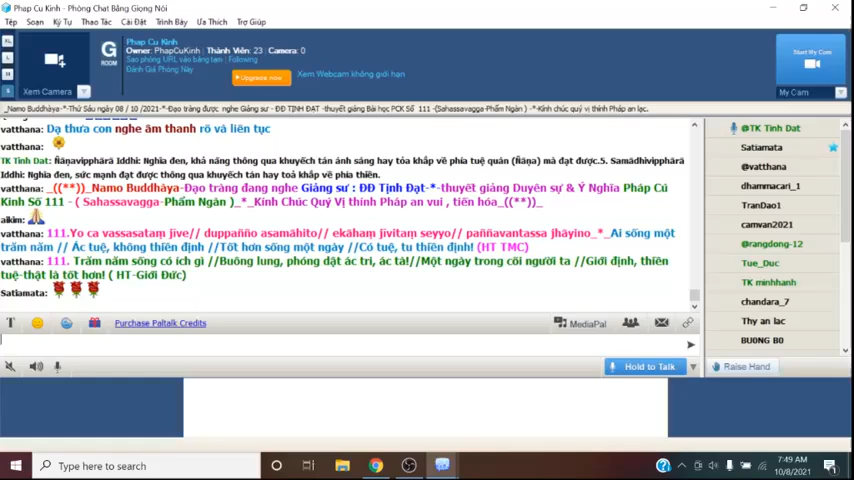 Phap Cu Kinh - Phòng Chat Bằng Giọng Nói
Tệp Soạn Ký Tự Thao Tác Cài Đặt Trình Bày Ưa Thích Trợ Giúp
XL
L
M
S
Xem Camera
G
ROOM
Phap Cu Kinh
Owner: PhapCuKinh | Thành Viên: 23 | Camera: 0
Sao phỏng URL vào bảng tạm | Following
Đánh Giá Phòng Này
Upgrade now
Xem Webcam không giới hạn
Start My Cam
My Cam
_Namo Buddhàya-*-Thứ Sáu ngày 08 / 10 /2021-*-Đạo tràng được nghe Giảng sư - ĐĐ TỊNH ĐẠT -thuyết giảng Bài học PCK Số 111 -(Sahassavagga-Phẩm Ngàn ) -*-Kính chúc quý vị thính Pháp an lạc.
vatthana: Dạ thưa con nghe âm thanh rõ và liên tục
vatthana:
TK Tinh Dat: Ñāṇavipphārā Iddhi: Nghĩa đen, khả năng thông qua khuyếch tán ánh sáng hay tỏa khắp về phía tuệ quán (Ñāṇa) mà đạt được.5. Samādhivipphārā
Iddhi: Nghĩa đen, sức mạnh đạt được thông qua khuyếch tán hay tỏa khắp về phía thiền.
vatthana: _((**))_Namo Buddhàya-Đạo tràng đang nghe Giảng sư : ĐĐ Tịnh Đạt-*-thuyết giảng Duyên sự & Ý Nghĩa Pháp Cú
Kinh Số 111 - ( Sahassavagga-Phẩm Ngàn )_*_Kính Chúc Quý Vị thính Pháp an vui , tiến hóa_((**))_
aikim:
vatthana: 111.Yo ca vassasataṃ jīve// duppañño asamāhito// ekāhaṃ jīvitaṃ seyyo// paññavantassa jhāyino_*_Ai sống một
trăm năm // Ác tuệ, không thiền định //Tốt hơn sống một ngày //Có tuệ, tu thiền định! (HT TMC)
vatthana: 111. Trăm năm sống có ích gì //Buông lung, phóng dật ác tri, ác tà!//Một ngày trong cõi người ta //Giới định, thiền
tuệ-thật là tốt hơn! ( HT-Giới Đức)
Satiamata:
@TK Tinh Dat
Satiamata
@vatthana
dhammacari_1
TranDao1
camvan2021
@rangdong-12
Tue_Duc
TK minhhanh
chandara_7
Thy an lac
BUONG B0
T
Purchase Paltalk Credits
MediaPal
Hold to Talk
Raise Hand
Type here to search
7:49 AM
10/8/2021
1